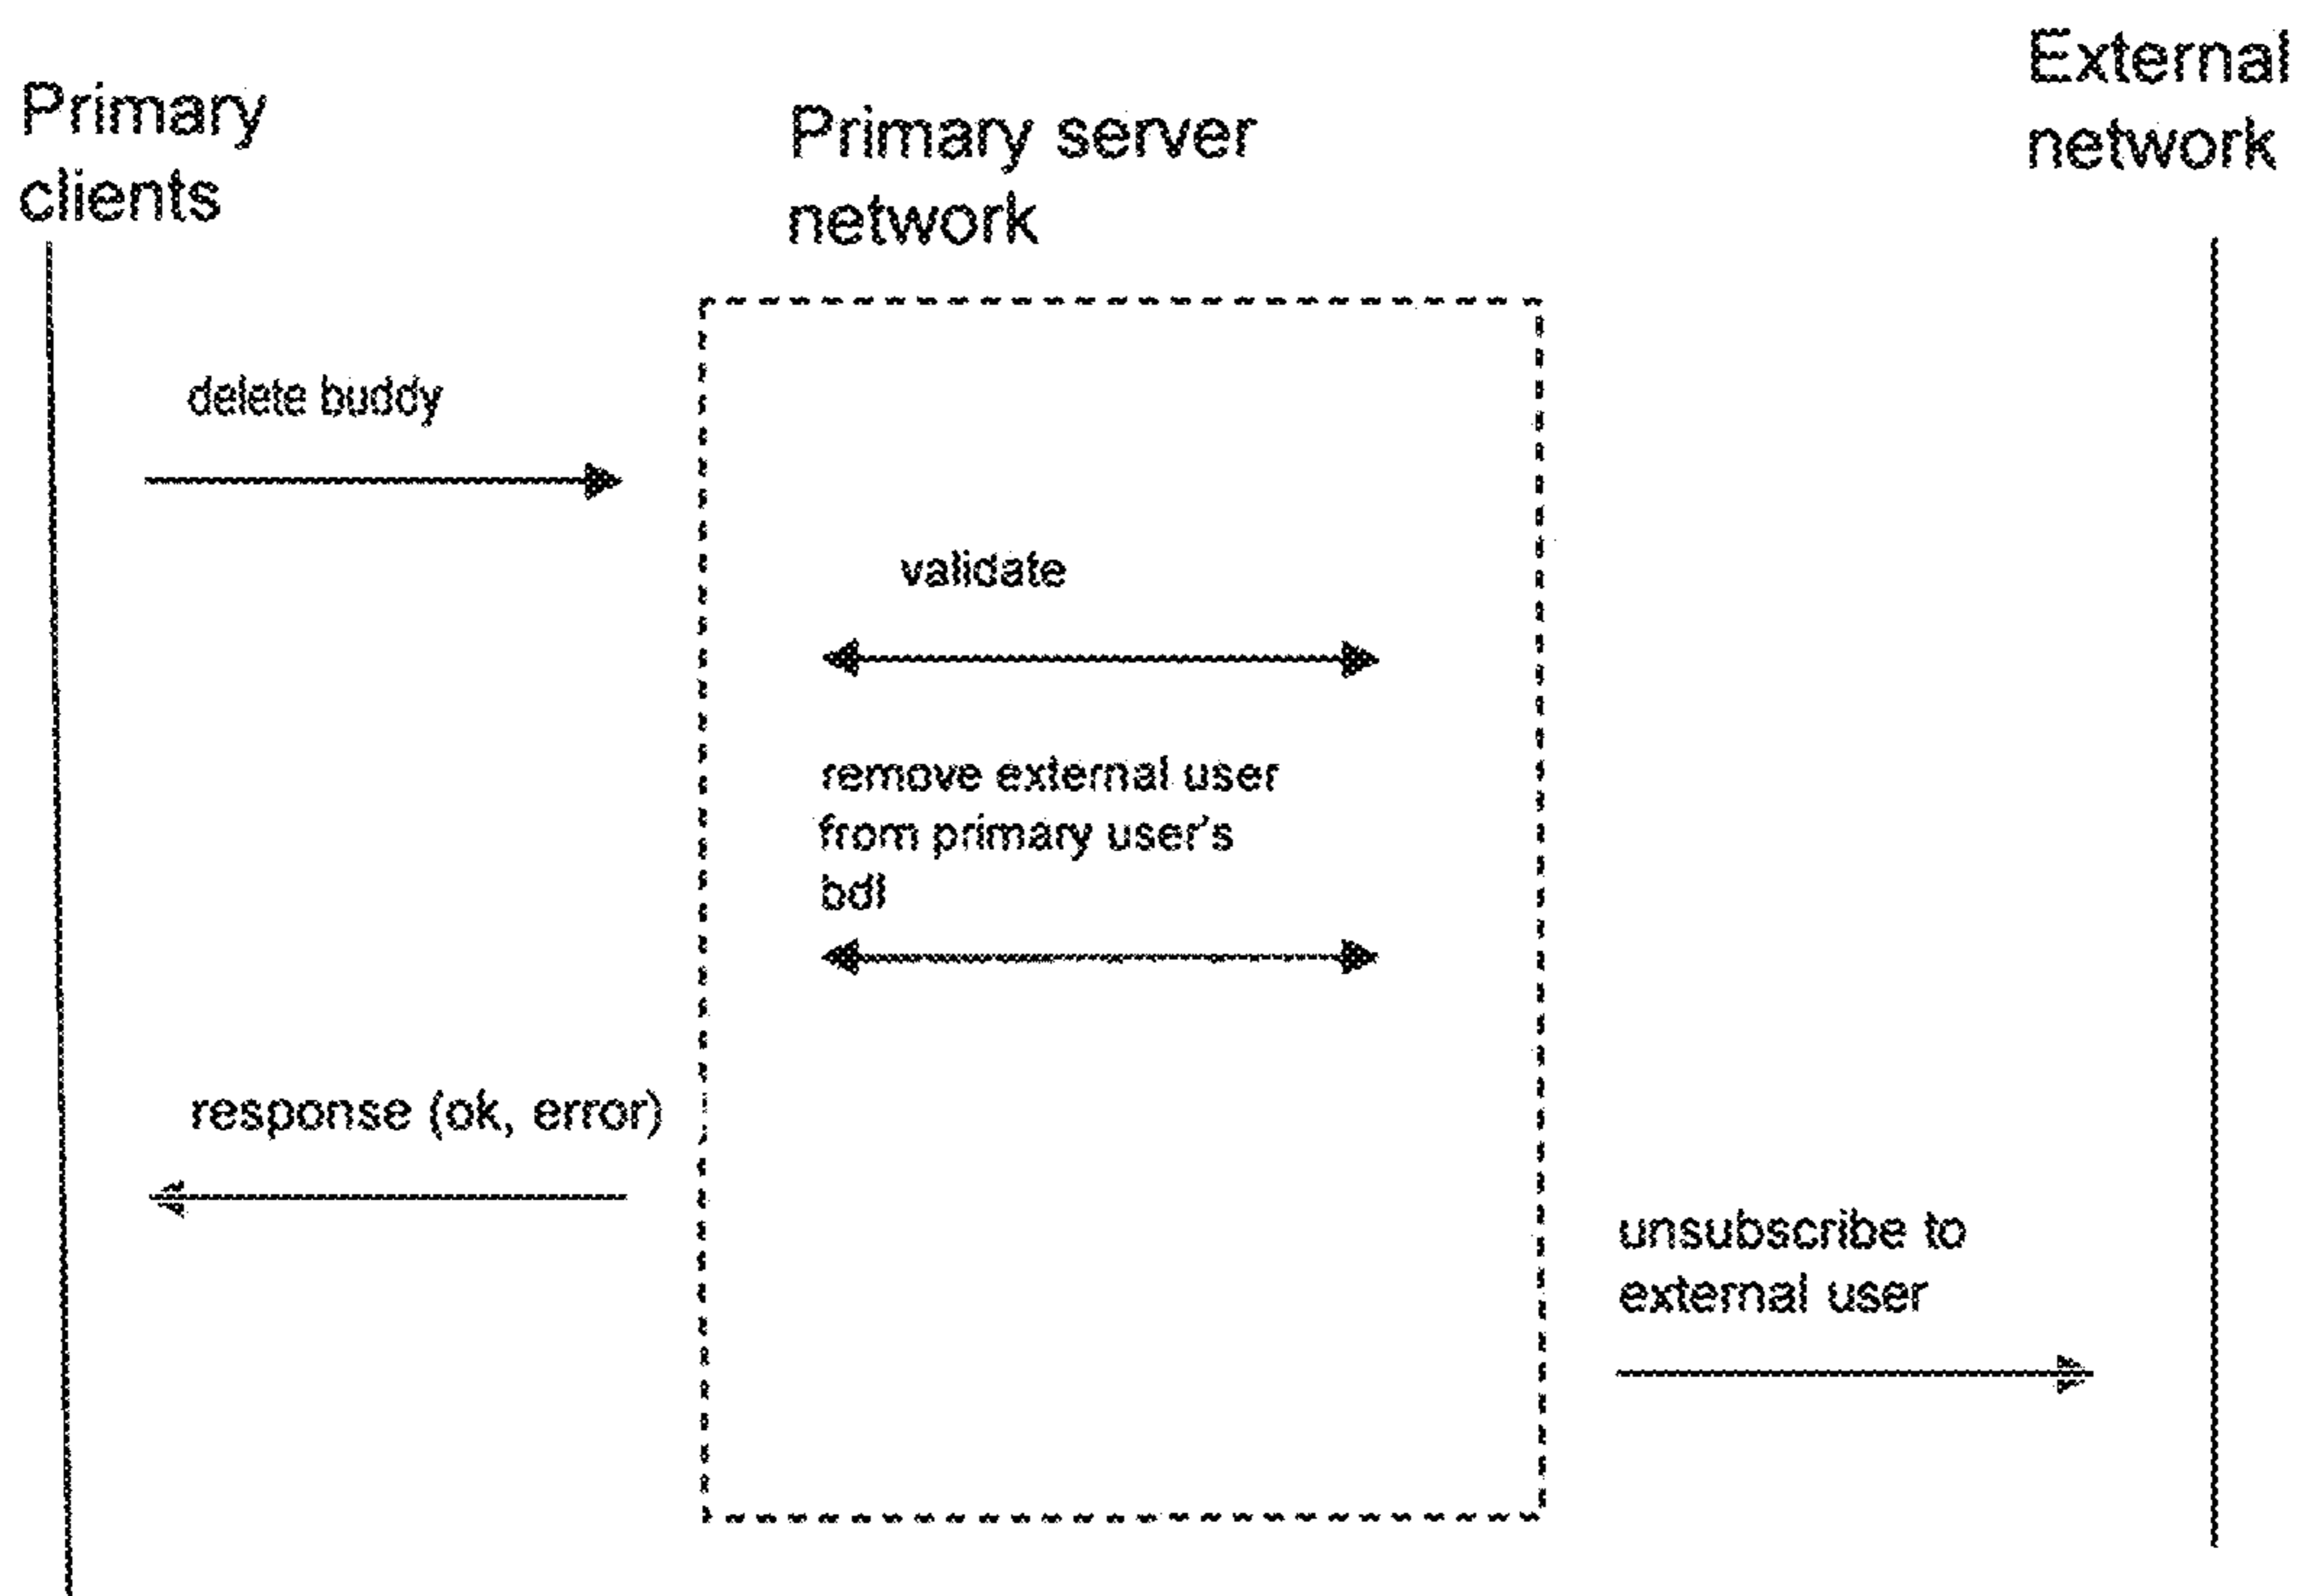 Primary
clients
Primary server
network
External
network
delete buddy
validate
remove external user
from primary user's
bdl
response (ok, error)
unsubscribe to
external user